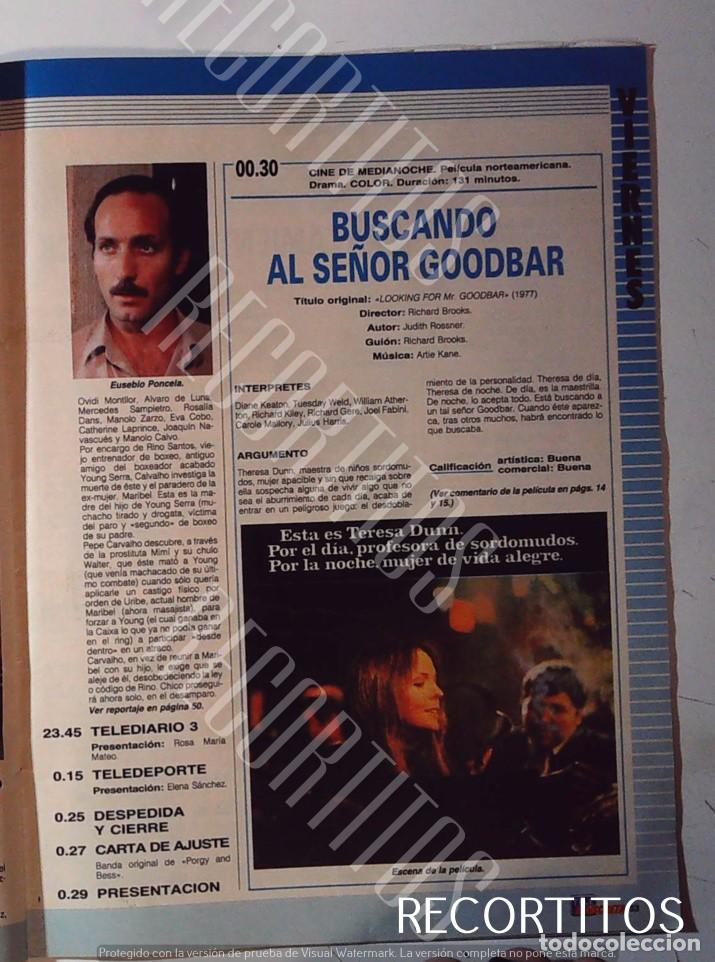 VIERNES
Eusebio Poncela.
Ovidi Montllor, Alvaro de Luna,
Mercedes Sampietro, Rosalía
Dans, Manolo Zarzo, Eva Cobo,
Catherine Laprince, Joaquín Na-
vascués y Manolo Calvo.
Por encargo de Rino Santos, vie-
jo entrenador de boxeo, antiguo
amigo del boxeador acabado
Young Serra, Calvalho investiga la
muerte de éste y el paradero de la
ex-mujer, Maribel. Esta es la ma-
dre del hijo de Young Serra (mu-
chacho tirado y drogata, víctima
del paro y «segundo» de boxeo
de su padre.
Pepe Carvalho descubre, a través
de la prostituta Mimí y su chulo
Walter, que éste mató a Young
(que venía machacado de su últi-
mo combate) cuando sólo quería
aplicarle un castigo físico por
orden de Uribe, actual hombre de
Maribel (ahora masajista), para
forzar a Young (el cual ganaba en
la Caixa lo que ya no podía ganar
en el ring) a participar «desde
dentro» en un atraco.
Carvalho, en vez de reunir a Mari-
bel con su hijo, le exige que se
aleje de él, desobedeciendo la ley
o código de Rino. Chico prosegui-
rá ahora solo, en el desamparo.
Ver reportaje en página 50.
23.45 TELEDIARIO 3
Presentación: Rosa María
Mateo.
0.15 TELEDEPORTE
Presentación: Elena Sánchez.
0.25 DESPEDIDA
Y CIERRE
0.27 CARTA DE AJUSTE
Banda original de «Porgy and
Bess».
0.29 PRESENTACION
00.30 CINE DE MEDIANOCHE. Película norteamericana.
Drama. COLOR. Duración: 131 minutos.
BUSCANDO
AL SEÑOR GOODBAR
Título original: «LOOKING FOR Mr. GOODBAR» (1977)
Director: Richard Brooks.
Autor: Judith Rossner.
Guión: Richard Brooks.
Música: Artie Kane.
INTERPRETES
Diane Keaton, Tuesday Weld, William Ather-
ton, Richard Kiley, Richard Gere, Joel Fabini,
Carole Mallory, Julius Harris.
ARGUMENTO
Theresa Dunn, maestra de niños sordomu-
dos, mujer apacible y sin que recaiga sobre
ella sospecha alguna de vivir algo que no
sea el aburrimiento de cada día, acaba de
entrar en un peligroso juego: el desdobla-
miento de la personalidad. Theresa de día,
Theresa de noche. De día, es la maestrilla.
De noche, lo acepta todo. Está buscando a
un tal señor Goodbar. Cuando éste aparez-
ca, tras otros muchos, habrá encontrado lo
que buscaba.
Calificación artística: Buena
comercial: Buena
(Ver comentario de la película en págs. 14
y 15.)
Esta es Teresa Dunn.
Por el día, profesora de sordomudos.
Por la noche, mujer de vida alegre.
Escena de la película.
RECORTITOS
RECORTITOS
RECORTITOS
RECORTITOS
todocoleccion
Protegido con la versión de prueba de Visual Watermark. La versión completa no pone esta marca.